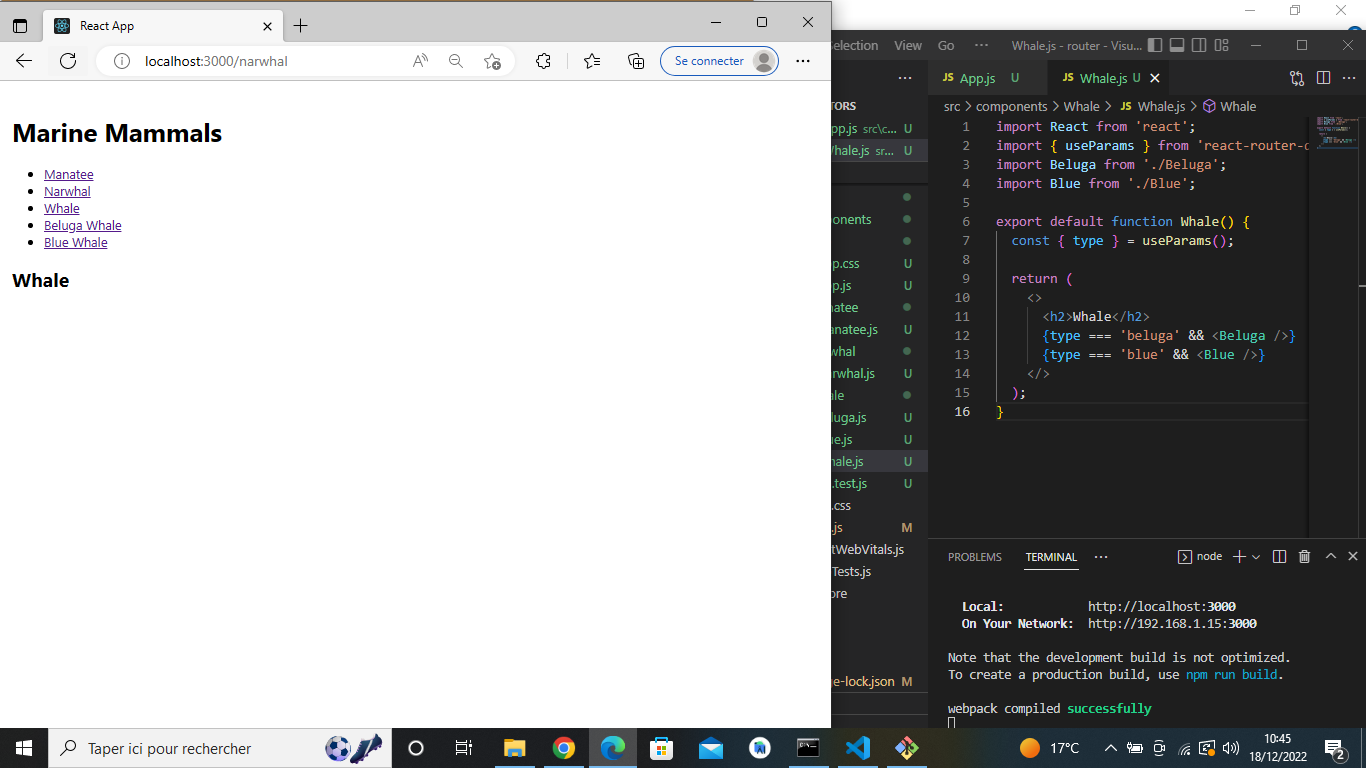 React App
localhost:3000/narwhal
Se connecter
Marine Mammals
Manatee
Narwhal
Whale
Beluga Whale
Blue Whale
Whale
Selection View Go ··· Whale.js - router - Visu...
TORS
pp.js src\c... U
Whale.js sr... U
onents
p.css U
p.js U
natee
anatee.js U
whal
arwhal.js U
ale
luga.js U
ue.js U
hale.js U
.test.js U
.css
.js M
tWebVitals.js
Tests.js
ore
e-lock.json M
JS App.js U
JS Whale.js U
src > components > Whale > JS Whale.js > Whale
1 import React from 'react';
2 import { useParams } from 'react-router-d
3 import Beluga from './Beluga';
4 import Blue from './Blue';
5
6 export default function Whale() {
7 const { type } = useParams();
8
9 return (
10 <>
11 <h2>Whale</h2>
12 {type === 'beluga' && <Beluga />}
13 {type === 'blue' && <Blue />}
14 </>
15 );
16 }
PROBLEMS TERMINAL ··· node
Local: http://localhost:3000
On Your Network: http://192.168.1.15:3000
Note that the development build is not optimized.
To create a production build, use npm run build.
webpack compiled successfully
Taper ici pour rechercher
17°C
10:45
18/12/2022
2